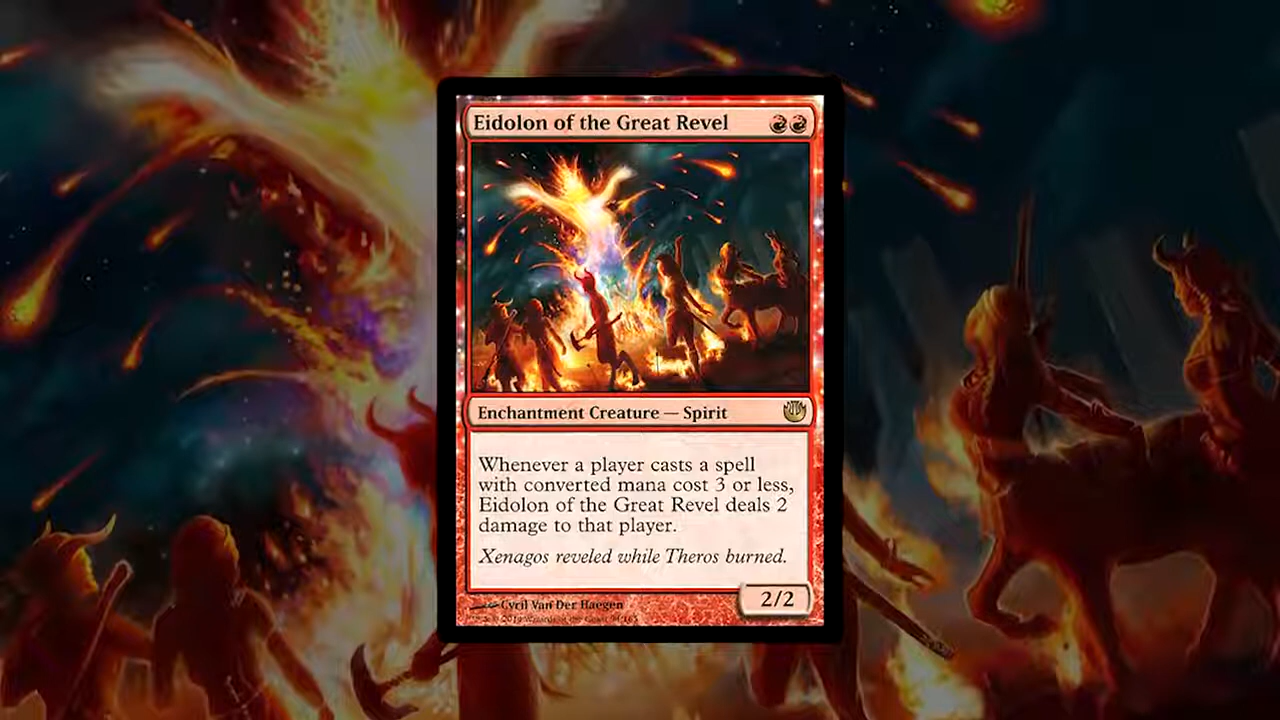 Eidolon of the Great Revel
Enchantment Creature — Spirit
Whenever a player casts a spell
with converted mana cost 3 or less,
Eidolon of the Great Revel deals 2
damage to that player.
Xenagos reveled while Theros burned.
2/2
Cyril Van Der Haegen